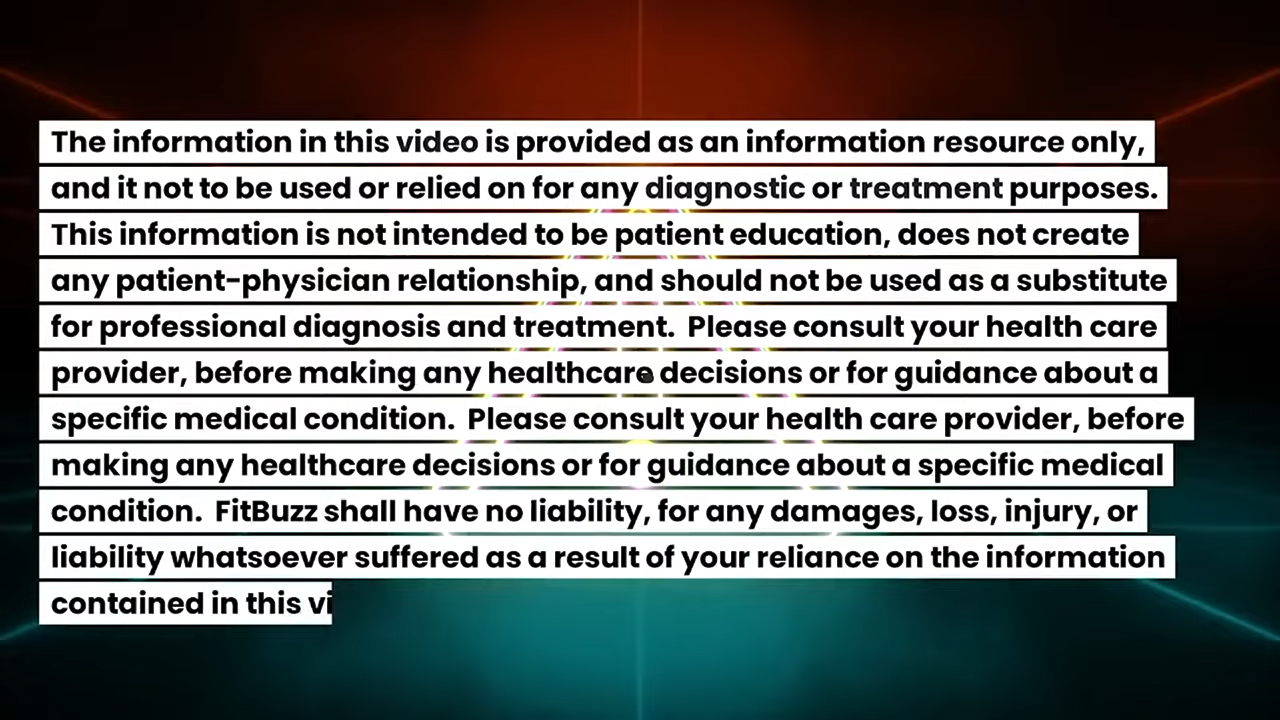 The information in this video is provided as an information resource only,
and it not to be used or relied on for any diagnostic or treatment purposes.
This information is not intended to be patient education, does not create
any patient-physician relationship, and should not be used as a substitute
for professional diagnosis and treatment.  Please consult your health care
provider, before making any healthcare decisions or for guidance about a
specific medical condition.  Please consult your health care provider, before
making any healthcare decisions or for guidance about a specific medical
condition.  FitBuzz shall have no liability, for any damages, loss, injury, or
liability whatsoever suffered as a result of your reliance on the information
contained in this vi